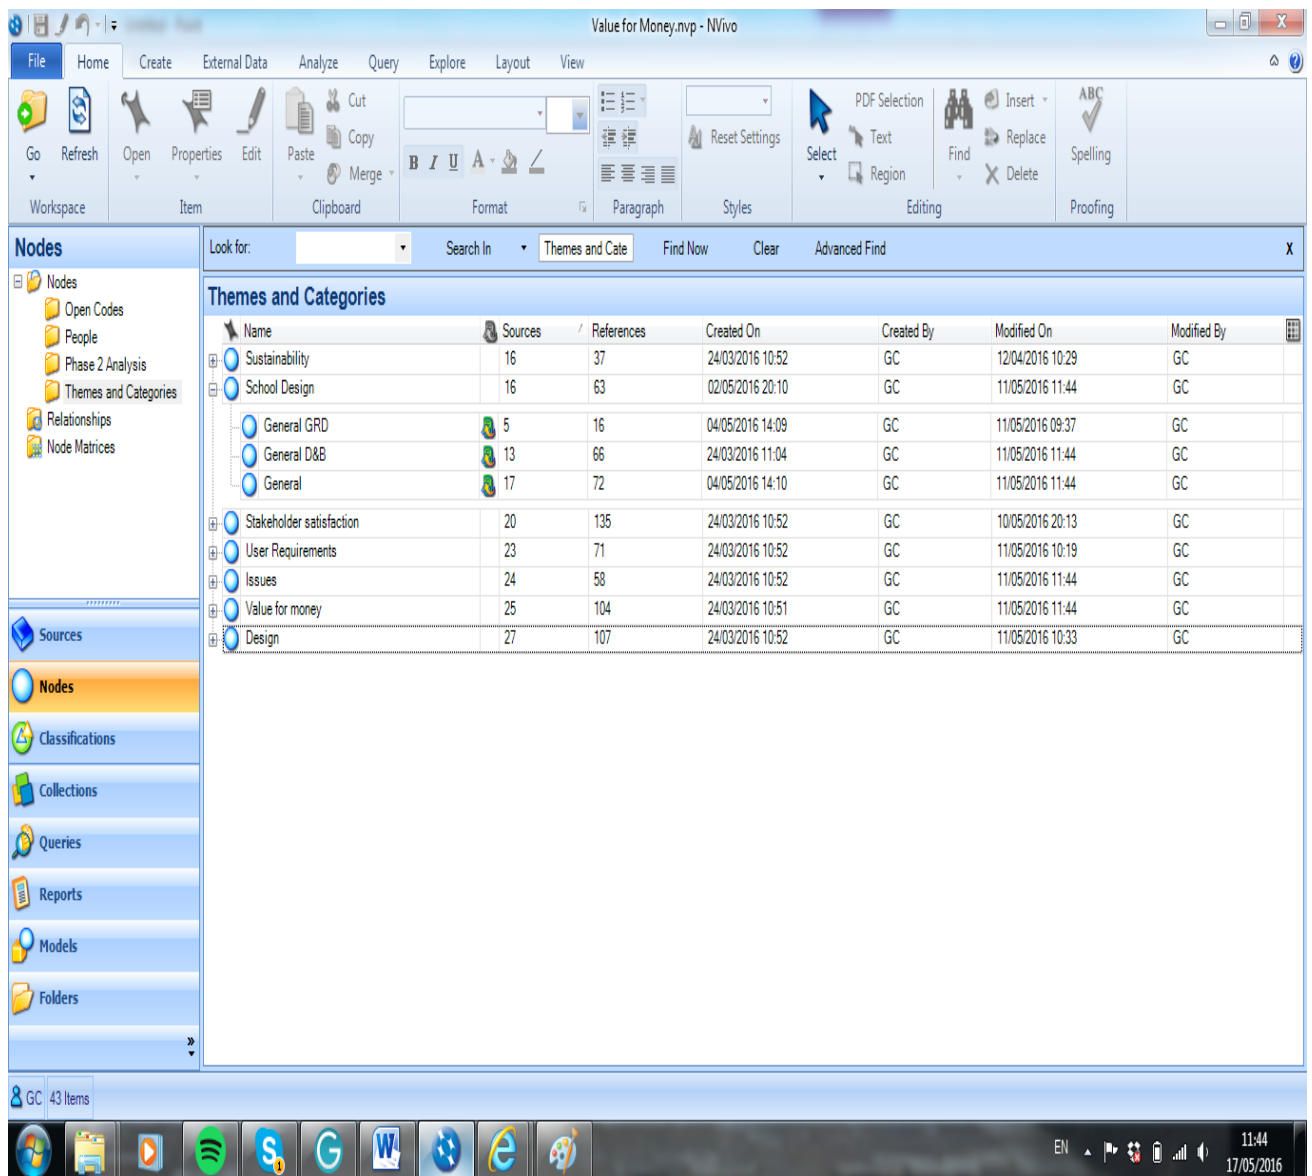 Value for Money.nvp - NVivo
File Home Create External Data Analyze Query Explore Layout View
Go Refresh Open Properties Edit Paste Cut Copy Merge
B I U A
Reset Settings
Select PDF Selection Text Region
Find Insert Replace Delete
ABC Spelling
Workspace Item Clipboard Format Paragraph Styles Editing Proofing
Nodes
Look for: Search In Themes and Cate Find Now Clear Advanced Find X
Nodes
Open Codes
People
Phase 2 Analysis
Themes and Categories
Relationships
Node Matrices
Themes and Categories
Name Sources References Created On Created By Modified On Modified By
Sustainability 16 37 24/03/2016 10:52 GC 12/04/2016 10:29 GC
School Design 16 63 02/05/2016 20:10 GC 11/05/2016 11:44 GC
General GRD 5 16 04/05/2016 14:09 GC 11/05/2016 09:37 GC
General D&B 13 66 24/03/2016 11:04 GC 11/05/2016 11:44 GC
General 17 72 04/05/2016 14:10 GC 11/05/2016 11:44 GC
Stakeholder satisfaction 20 135 24/03/2016 10:52 GC 10/05/2016 20:13 GC
User Requirements 23 71 24/03/2016 10:52 GC 11/05/2016 10:19 GC
Issues 24 58 24/03/2016 10:52 GC 11/05/2016 11:44 GC
Value for money 25 104 24/03/2016 10:51 GC 11/05/2016 11:44 GC
Design 27 107 24/03/2016 10:52 GC 11/05/2016 10:33 GC
Sources
Nodes
Classifications
Collections
Queries
Reports
Models
Folders
GC 43 Items
EN 11:44
17/05/2016